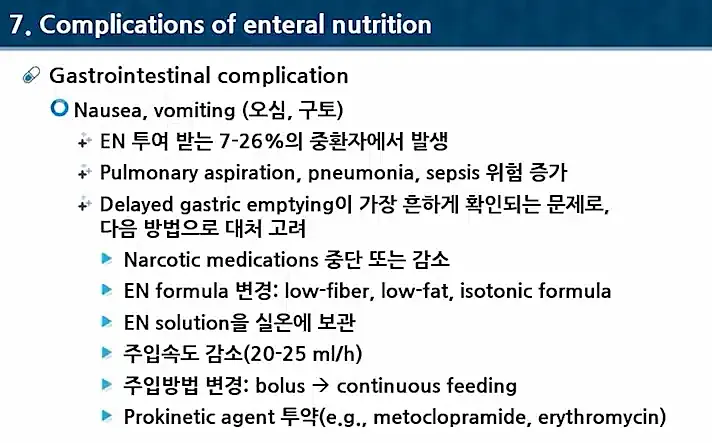 7. Complications of enteral nutrition
Gastrointestinal complication
Nausea, vomiting (오심, 구토)
EN 투여 받는 7-26%의 중환자에서 발생
Pulmonary aspiration, pneumonia, sepsis 위험 증가
Delayed gastric emptying이 가장 흔하게 확인되는 문제로,
다음 방법으로 대처 고려
Narcotic medications 중단 또는 감소
EN formula 변경: low-fiber, low-fat, isotonic formula
EN solution을 실온에 보관
주입속도 감소(20-25 ml/h)
주입방법 변경: bolus → continuous feeding
Prokinetic agent 투약(e.g., metoclopramide, erythromycin)